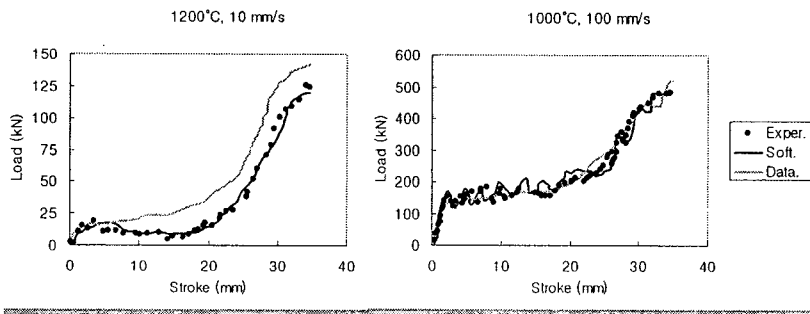 1200°C, 10 mm/s
150
125
100
75
50
25
0
Load (kN)
0 10 20 30 40
Stroke (mm)
1000°C, 100 mm/s
600
500
400
300
200
100
0
Load (kN)
0 10 20 30 40
Stroke (mm)
Exper.
Soft.
Data.